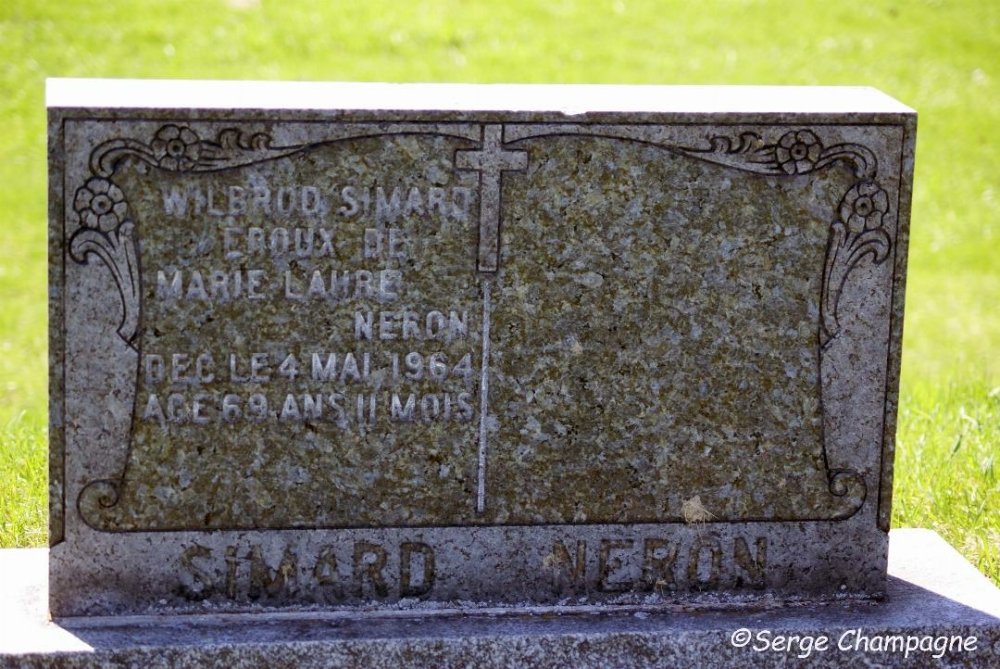 WILBROD SIMARD
EPOUX DE
MARIE LAURE
NERON
DEC LE 4 MAI 1964
AGE 69 ANS 11 MOIS
SIMARD NERON
©Serge Champagne